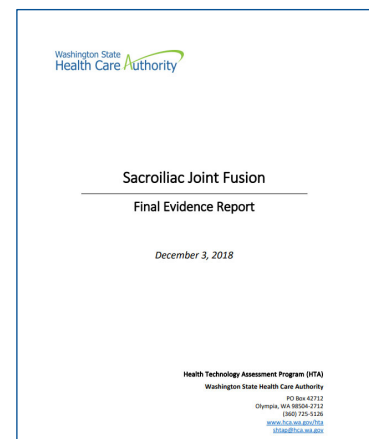 Washington State
Health Care Authority
Sacroiliac Joint Fusion
Final Evidence Report
December 3, 2018
Health Technology Assessment Program (HTA)
Washington State Health Care Authority
PO Box 42712
Olympia, WA 98504-2712
(360) 725-5126
www.hca.wa.gov/hta
shtap@hca.wa.gov